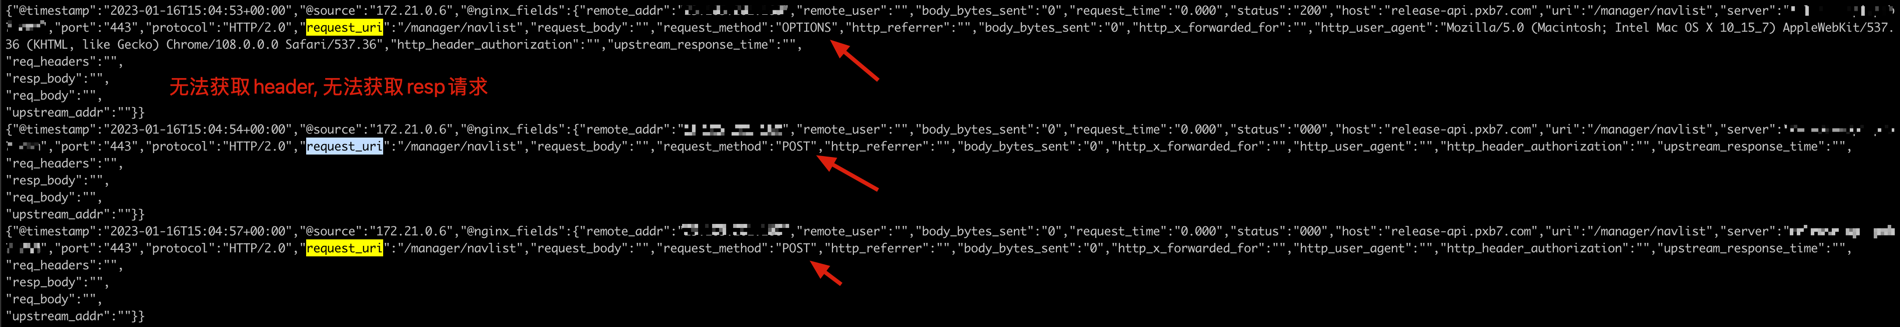 {"@timestamp":"2023-01-16T15:04:53+00:00","@source":"172.21.0.6","@nginx_fields":{"remote_addr":" ","remote_user":"","body_bytes_sent":"0","request_time":"0.000","status":"200","host":"release-api.pxb7.com","uri":"/manager/navlist","server":"
","port":"443","protocol":"HTTP/2.0","request_uri":"/manager/navlist","request_body":"","request_method":"OPTIONS","http_referrer":"","body_bytes_sent":"0","http_x_forwarded_for":"","http_user_agent":"Mozilla/5.0 (Macintosh; Intel Mac OS X 10_15_7) AppleWebKit/537.
36 (KHTML, like Gecko) Chrome/108.0.0.0 Safari/537.36","http_header_authorization":"","upstream_response_time":"",
"req_headers":"",
"resp_body":"",
无法获取header, 无法获取resp请求
"req_body":"",
"upstream_addr":""}}
{"@timestamp":"2023-01-16T15:04:54+00:00","@source":"172.21.0.6","@nginx_fields":{"remote_addr":" ","remote_user":"","body_bytes_sent":"0","request_time":"0.000","status":"000","host":"release-api.pxb7.com","uri":"/manager/navlist","server":"
","port":"443","protocol":"HTTP/2.0","request_uri":"/manager/navlist","request_body":"","request_method":"POST","http_referrer":"","body_bytes_sent":"0","http_x_forwarded_for":"","http_user_agent":"","http_header_authorization":"","upstream_response_time":"",
"req_headers":"",
"resp_body":"",
"req_body":"",
"upstream_addr":""}}
{"@timestamp":"2023-01-16T15:04:57+00:00","@source":"172.21.0.6","@nginx_fields":{"remote_addr":" ","remote_user":"","body_bytes_sent":"0","request_time":"0.000","status":"000","host":"release-api.pxb7.com","uri":"/manager/navlist","server":"
","port":"443","protocol":"HTTP/2.0","request_uri":"/manager/navlist","request_body":"","request_method":"POST","http_referrer":"","body_bytes_sent":"0","http_x_forwarded_for":"","http_user_agent":"","http_header_authorization":"","upstream_response_time":"",
"req_headers":"",
"resp_body":"",
"req_body":"",
"upstream_addr":""}}